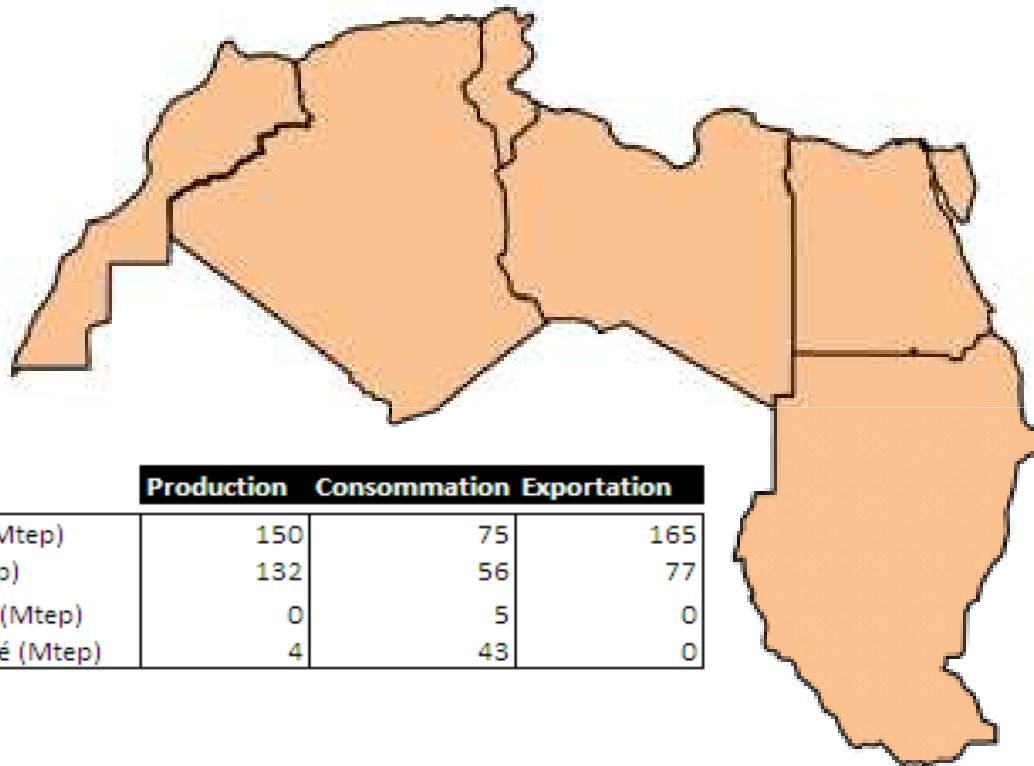 Production Consommation Exportation
Mtep) 150 75 165
) 132 56 77
(Mtep) 0 5 0
é (Mtep) 4 43 0